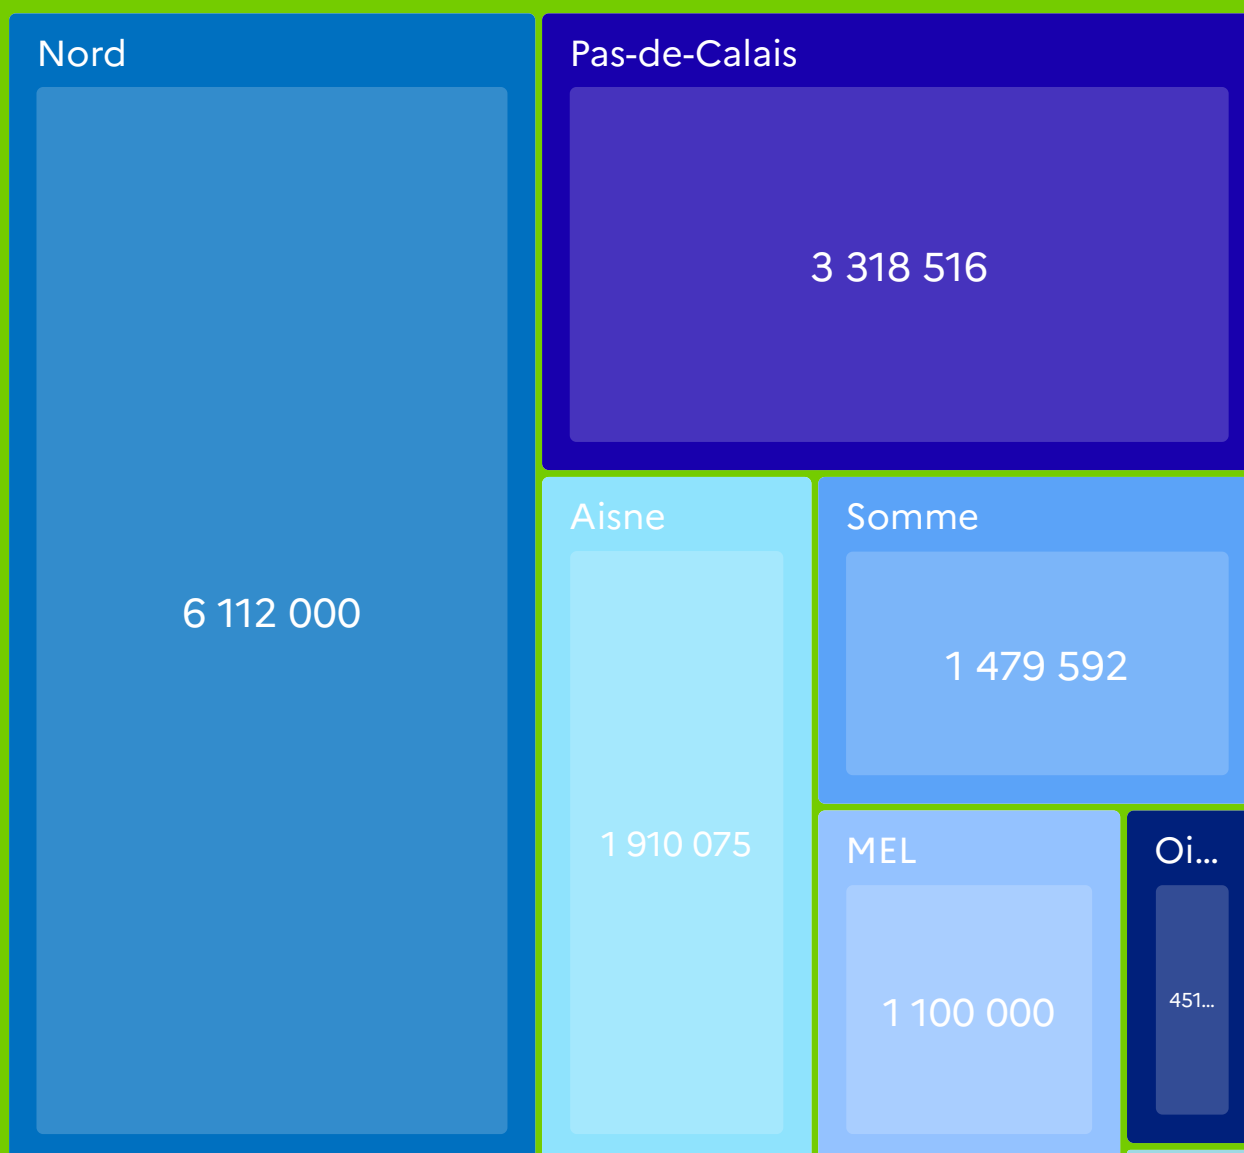 Nord
6 112 000
Pas-de-Calais
3 318 516
Aisne
1 910 075
Somme
1 479 592
MEL
1 100 000
Oi...
451...